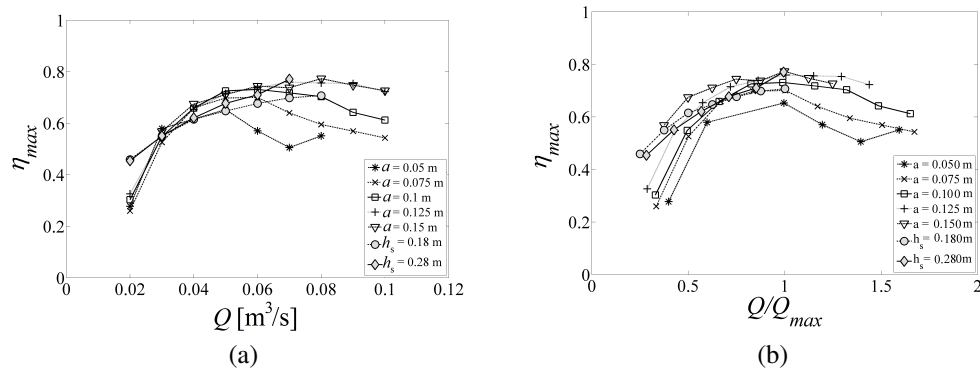 1
0.8
0.6
0.4
0.2
0
η_max
0 0.02 0.04 0.06 0.08 0.1 0.12
Q [m³/s]
a = 0.05 m
a = 0.075 m
a = 0.1 m
a = 0.125 m
a = 0.15 m
h_s = 0.18 m
h_s = 0.28 m
(a)
1
0.8
0.6
0.4
0.2
0
η_max
0 0.5 1 1.5 2
Q/Q_max
a = 0.050 m
a = 0.075 m
a = 0.100 m
a = 0.125 m
a = 0.150 m
h_s = 0.180m
h_s = 0.280m
(b)